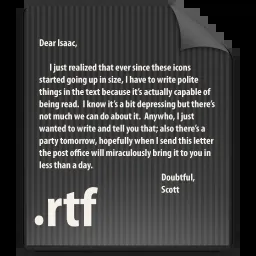 Dear Isaac,
I just realized that ever since these icons
started going up in size, I have to write polite
things in the text because it's actually capable of
being read.  I know it's a bit depressing but there's
not much we can do about it.  Anywho, I just
wanted to write and tell you that; also there's a
party tomorrow, hopefully when I send this letter
the post office will miraculously bring it to you in
less than a day.
Doubtful,
Scott
.rtf